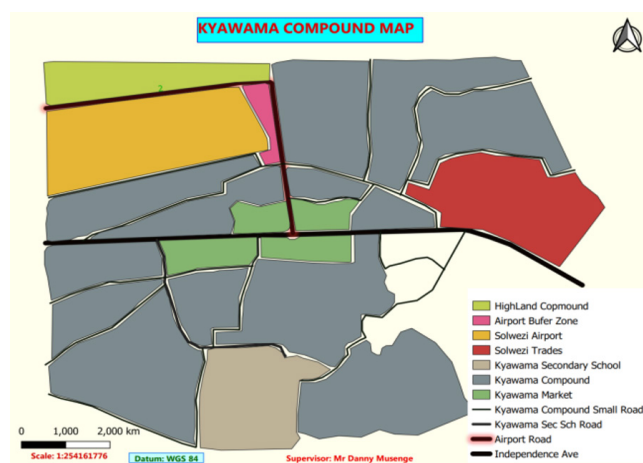 KYAWAMA COMPOUND MAP
2
HighLand Copmound
Airport Bufer Zone
Solwezi Airport
Solwezi Trades
Kyawama Secondary School
Kyawama Compound
Kyawama Market
Kyawama Compound Small Road
Kyawama Sec Sch Road
Airport Road
Independence Ave
0 1,000 2,000 km
Scale: 1:254161776
Datum: WGS 84
Supervisor: Mr Danny Musenge